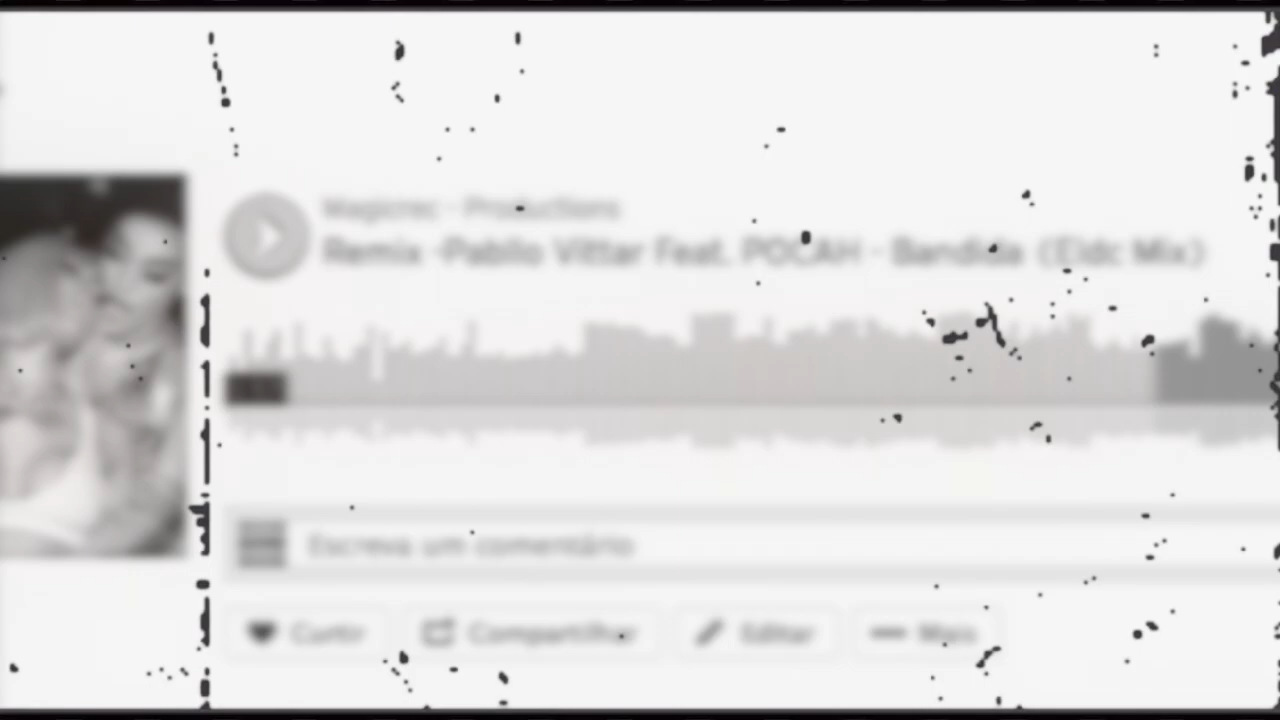 Magicrec - Productions
Remix -Pabllo Vittar Feat. POCAH - Bandida (Eldc Mix)
Escreva um comentário
Curtir
Compartilhar
Editar
Mais